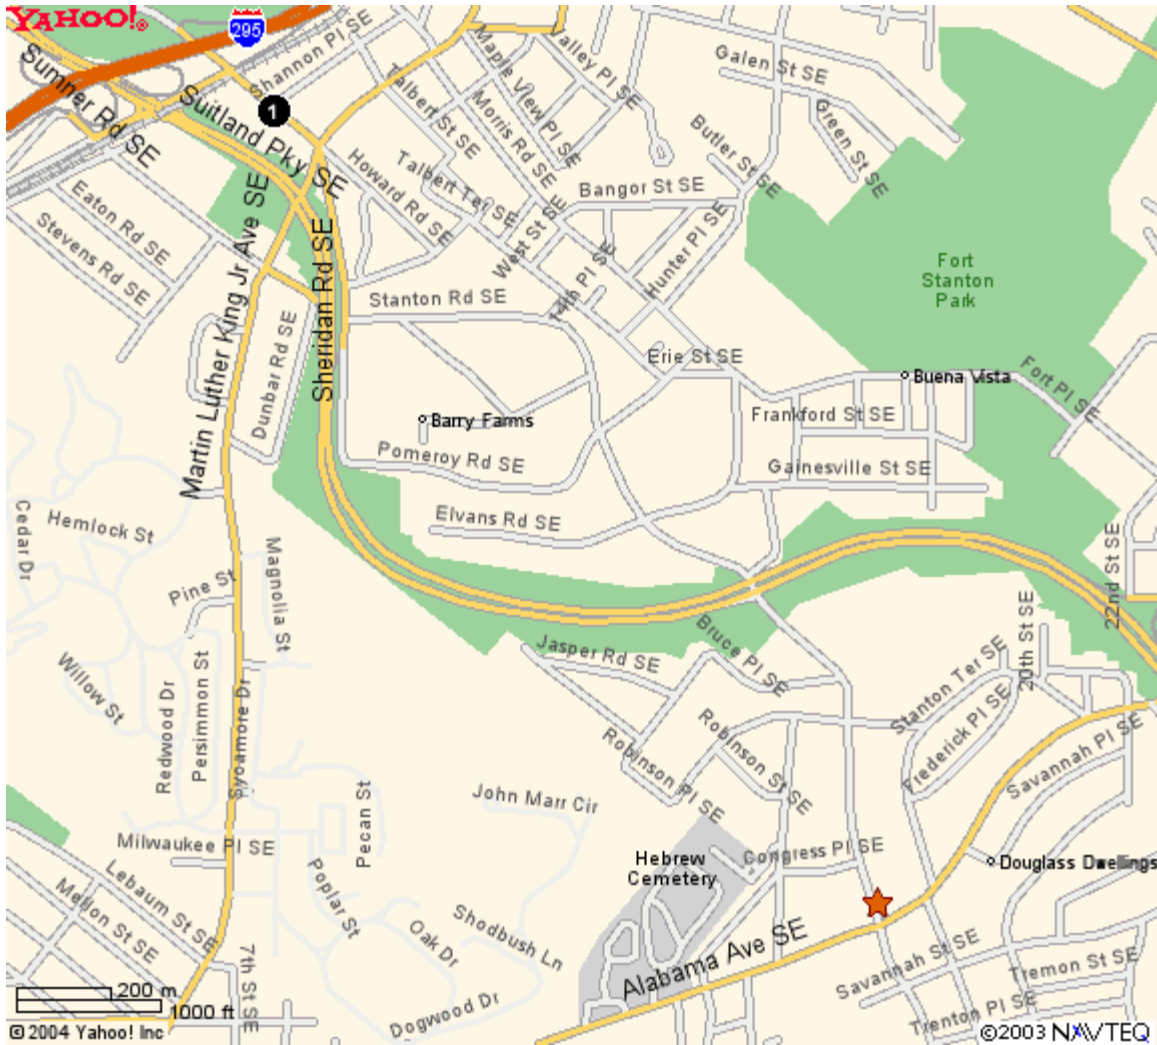 YAHOO!®
295
Sumner Rd SE
Suitland Pky SE
Shannon Pl SE
1
Talbert St SE
Maple View Pl SE
Morris Rd SE
Valley Pl SE
Galen St SE
Green St SE
Butler St SE
Bangor St SE
Howard Rd SE
Talbert Ter SE
West St SE
14th Pl SE
Hunter Pl SE
Eaton Rd SE
Stevens Rd SE
Martin Luther King Jr Ave SE
Sheridan Rd SE
Dunbar Rd SE
Stanton Rd SE
Fort
Stanton
Park
Erie St SE
Buena Vista
Fort Pl SE
Barry Farms
Frankford St SE
Pomeroy Rd SE
Gainesville St SE
Elvans Rd SE
Cedar Dr
Hemlock St
Pine St
Magnolia St
22nd St SE
20th St SE
Jasper Rd SE
Bruce Pl SE
Stanton Ter SE
Willow St
Redwood Dr
Persimmon St
Sycamore Dr
Robinson Pl SE
Robinson St SE
Frederick Pl SE
Savannah Pl SE
Pecan St
John Marr Cir
Milwaukee Pl SE
Hebrew
Cemetery
Congress Pl SE
Douglass Dwellings
Lebaum St SE
Mellon St SE
Poplar St
Oak Dr
Shodbush Ln
Alabama Ave SE
Savannah St SE
Tremon St SE
Trenton Pl SE
7th St SE
Dogwood Dr
200 m
1000 ft
© 2004 Yahoo! Inc
©2003 NAVTEQ